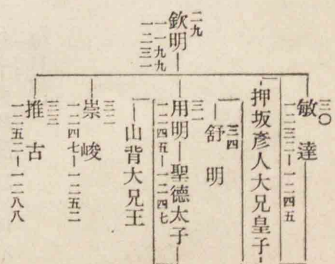 二九
欽明
一一九九—一二三一
三〇
敏達
一二三二—一二四五
押坂彥人大兄皇子
三四
舒明
三一
用明—聖德太子
一二四五—一二四七
山背大兄王
三二
崇峻
一二四七—一二五二
三三
推古
一二五二—一二八八